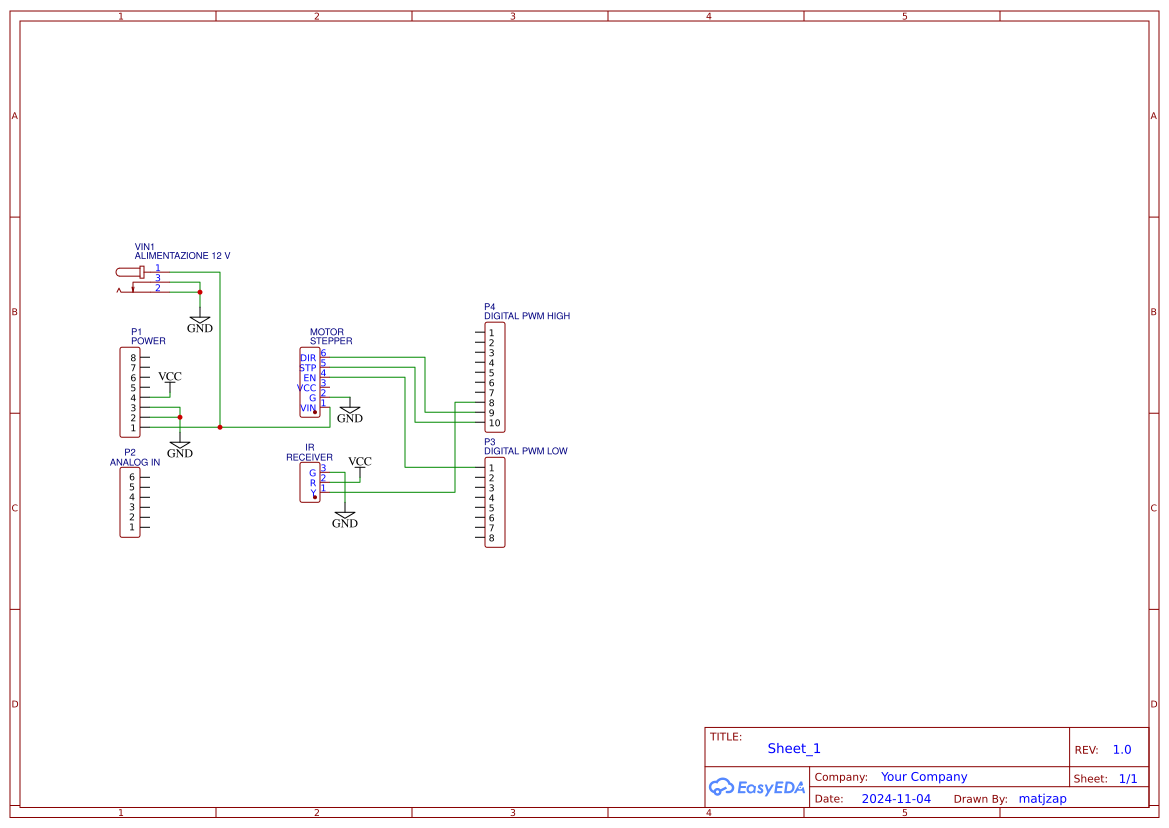 1 2 3 4 5
A
B
C
D
A
B
C
D
VIN1
ALIMENTAZIONE 12 V
1
3
2
GND
P1
POWER
8
7
6
5
4
3
2
1
VCC
GND
P2
ANALOG IN
6
5
4
3
2
1
MOTOR
STEPPER
DIR 6
STP 5
EN 4
VCC 3
G 2
VIN 1
GND
IR
RECEIVER
G 3
R 2
Y 1
VCC
GND
P4
DIGITAL PWM HIGH
1
2
3
4
5
6
7
8
9
10
P3
DIGITAL PWM LOW
1
2
3
4
5
6
7
8
TITLE:
Sheet_1
REV: 1.0
EasyEDA
Company: Your Company
Sheet: 1/1
Date: 2024-11-04 Drawn By: matjzap
1 2 3 4 5